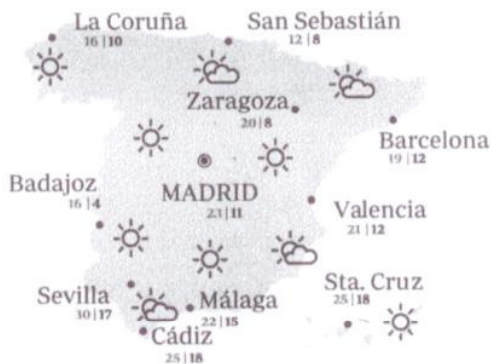 La Coruña
16|10
San Sebastián
12|8
Zaragoza
20|8
Barcelona
19|12
MADRID
23|11
Badajoz
16|4
Valencia
21|12
Sta. Cruz
25|18
Sevilla
30|17
Málaga
22|15
Cádiz
25|18